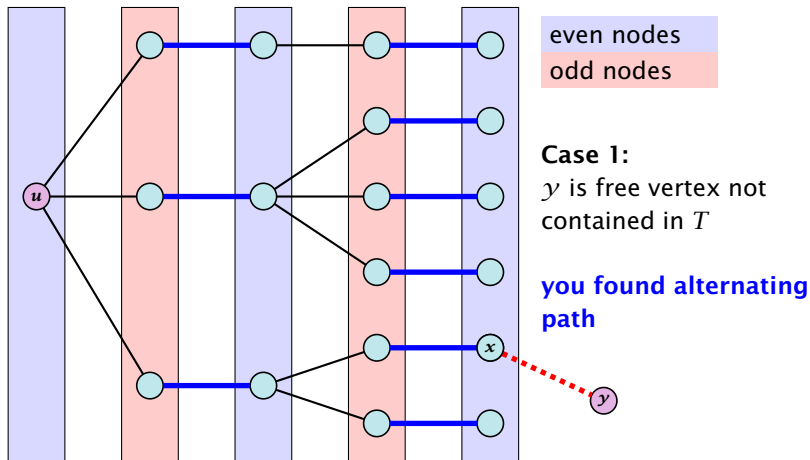 even nodes
odd nodes
u
Case 1:
y is free vertex not
contained in T
you found alternating
path
x
y